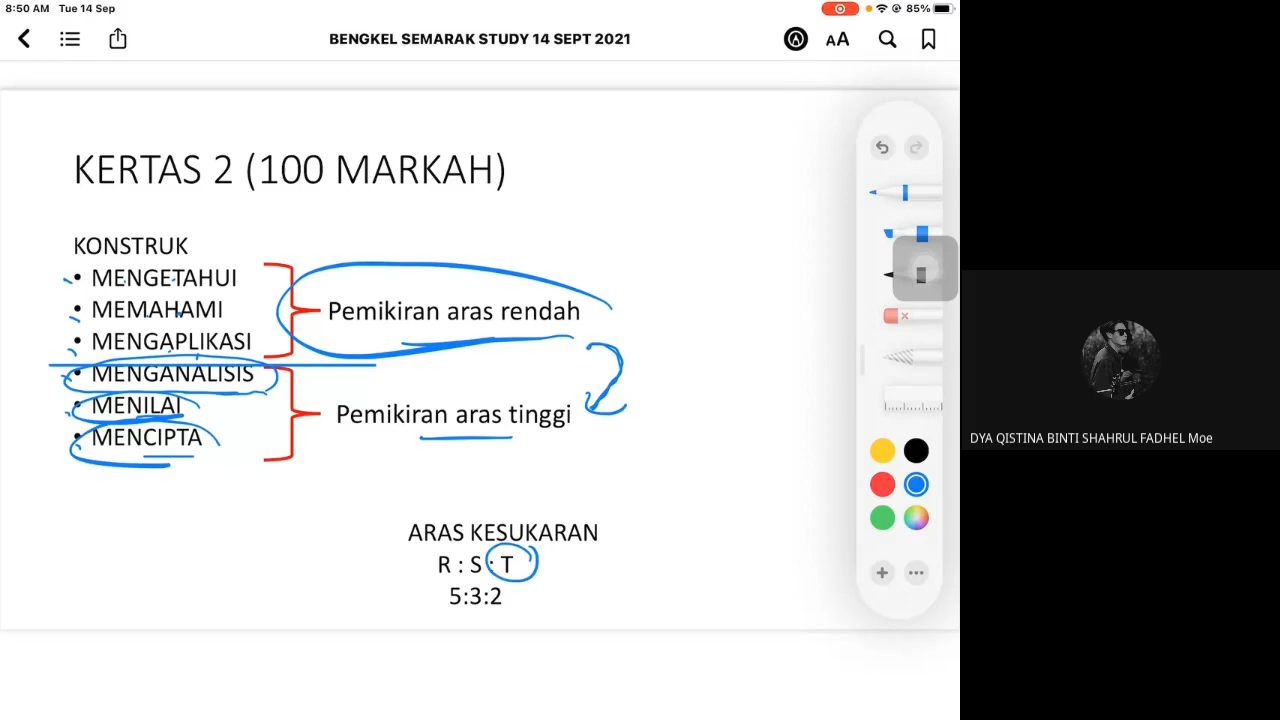 8:50 AM Tue 14 Sep
85%
BENGKEL SEMARAK STUDY 14 SEPT 2021
AA
KERTAS 2 (100 MARKAH)
KONSTRUK
• MENGETAHUI
• MEMAHAMI
• MENGAPLIKASI
Pemikiran aras rendah
• MENGANALISIS
• MENILAI
• MENCIPTA
Pemikiran aras tinggi
ARAS KESUKARAN
R : S : T
5:3:2
DYA QISTINA BINTI SHAHRUL FADHEL Moe